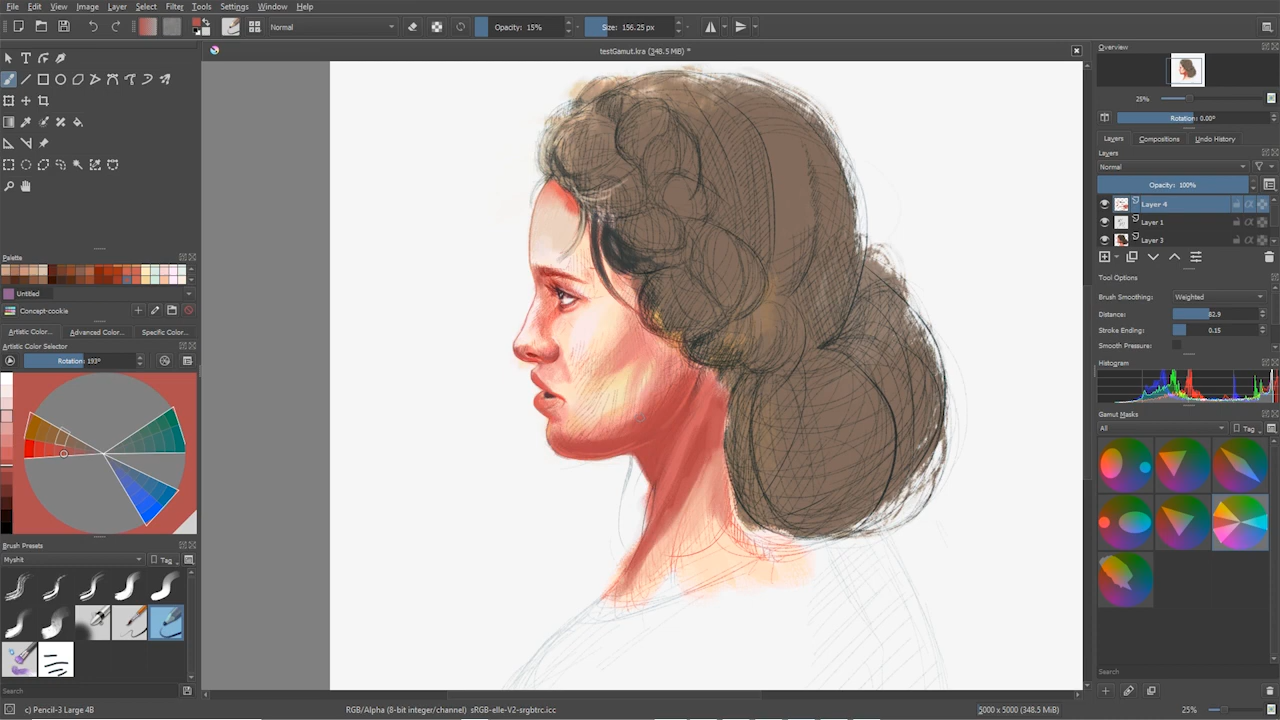 File Edit View Image Layer Select Filter Tools Settings Window Help
Normal
Opacity: 15%
Size: 156.25 px
testGamut.kra (348.5 MiB) *
Overview
25%
Rotation: 0.00°
Layers Compositions Undo History
Layers
Normal
Opacity: 100%
Layer 4
Layer 1
Layer 3
Tool Options
Brush Smoothing: Weighted
Distance: 82.9
Stroke Ending: 0.15
Smooth Pressure:
Histogram
Gamut Masks
All
Tag
Search
Palette
Untitled
Concept-cookie
Artistic Color... Advanced Color... Specific Color...
Artistic Color Selector
Rotation: 193°
Brush Presets
Myshit
Tag
Search
c) Pencil-3 Large 4B
RGB/Alpha (8-bit integer/channel) sRGB-elle-V2-srgbtrc.icc
5000 x 5000 (348.5 MiB)
25%